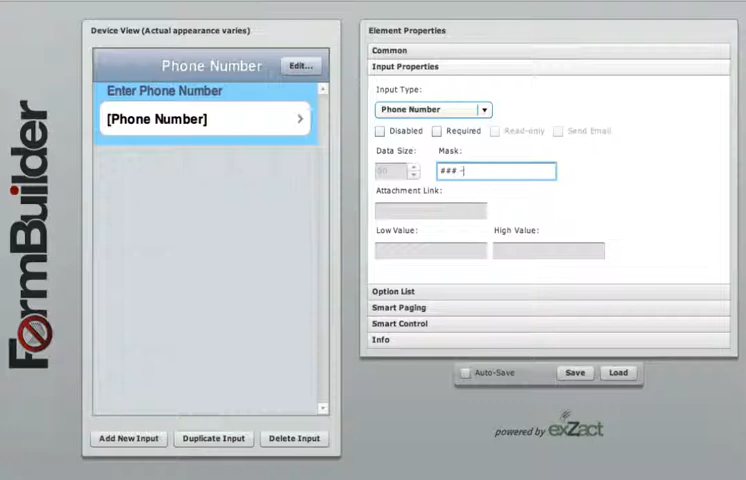 Device View (Actual appearance varies)
Phone Number
Edit...
Enter Phone Number
[Phone Number]
Add New Input
Duplicate Input
Delete Input
FormBuilder
Element Properties
Common
Input Properties
Input Type:
Phone Number
Disabled
Required
Read-only
Send Email
Data Size:
Mask:
### -
Attachment Link:
Low Value:
High Value:
Option List
Smart Paging
Smart Control
Info
Auto-Save
Save
Load
powered by exZact